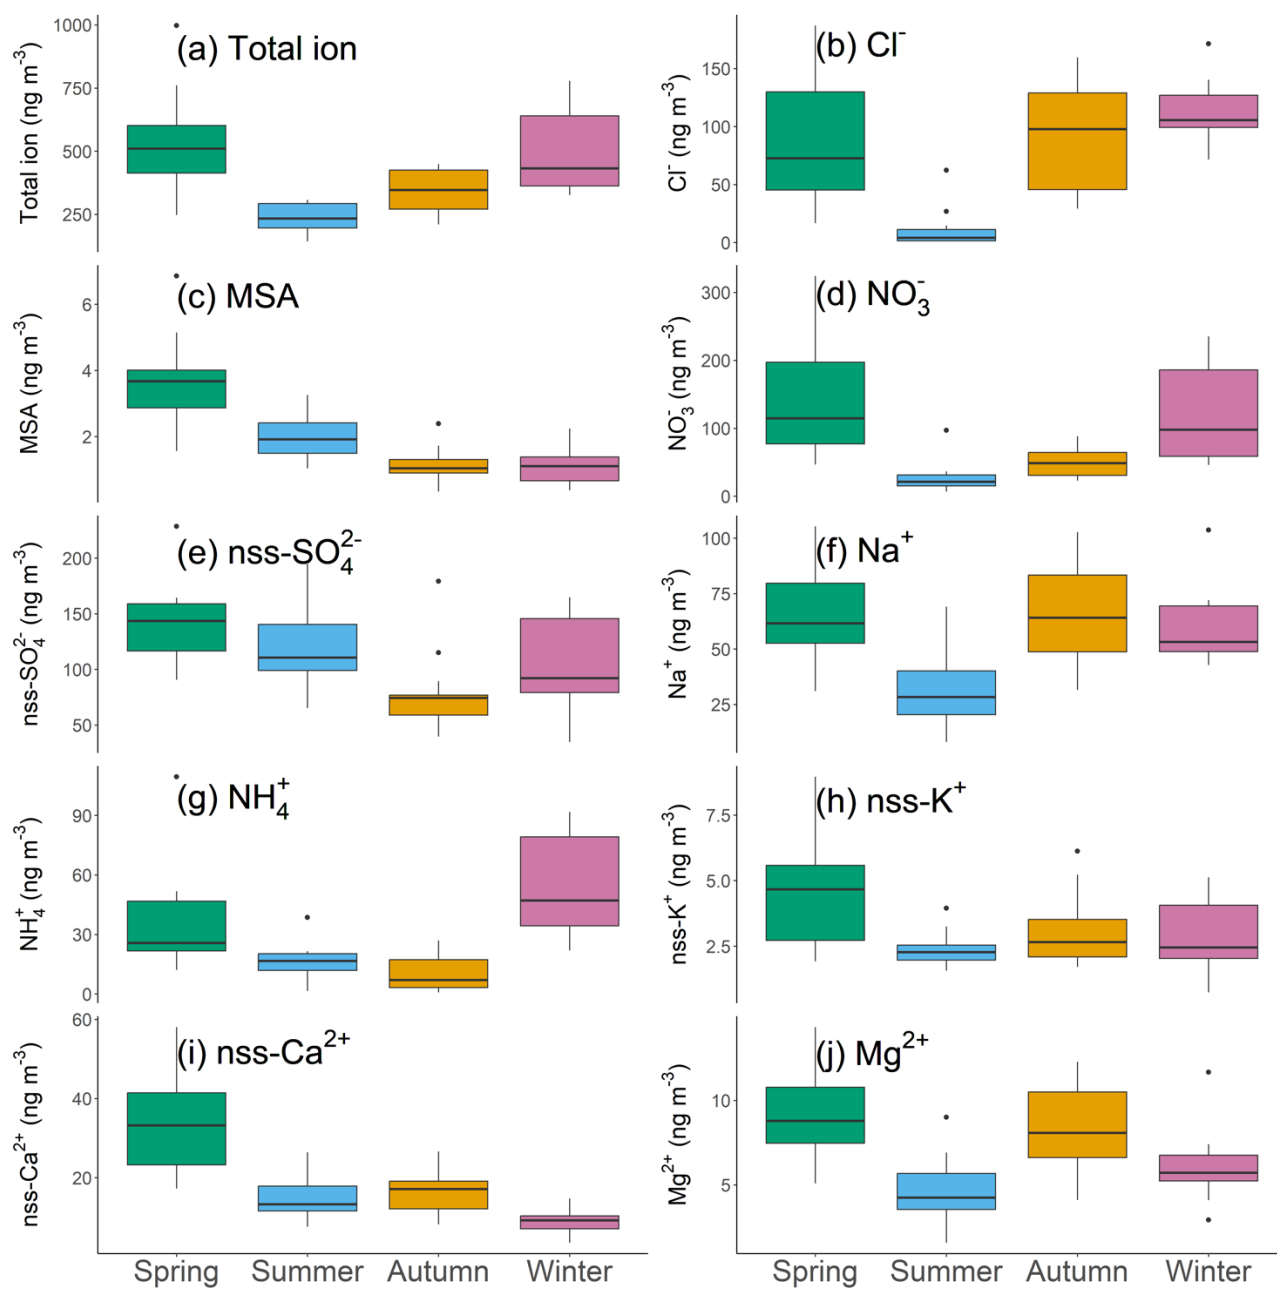 (a) Total ion
Total ion (ng m⁻³)
1000
750
500
250
(b) Cl⁻
Cl⁻ (ng m⁻³)
150
100
50
0
(c) MSA
MSA (ng m⁻³)
6
4
2
(d) NO₃⁻
NO₃⁻ (ng m⁻³)
300
200
100
0
(e) nss-SO₄²⁻
nss-SO₄²⁻ (ng m⁻³)
200
150
100
50
(f) Na⁺
Na⁺ (ng m⁻³)
100
75
50
25
(g) NH₄⁺
NH₄⁺ (ng m⁻³)
90
60
30
0
(h) nss-K⁺
nss-K⁺ (ng m⁻³)
7.5
5.0
2.5
(i) nss-Ca²⁺
nss-Ca²⁺ (ng m⁻³)
60
40
20
(j) Mg²⁺
Mg²⁺ (ng m⁻³)
10
5
Spring Summer Autumn Winter
Spring Summer Autumn Winter